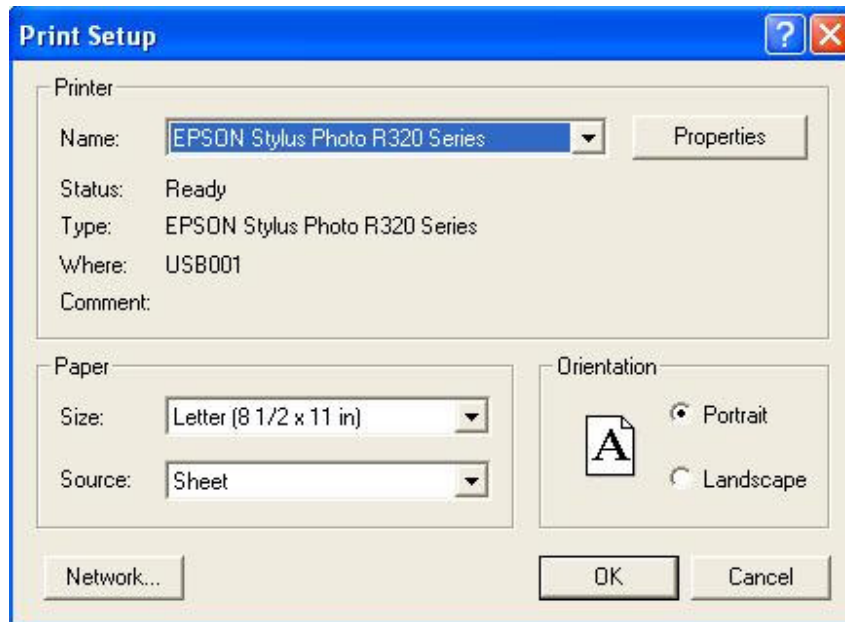 Print Setup
Printer
Name: EPSON Stylus Photo R320 Series Properties
Status: Ready
Type: EPSON Stylus Photo R320 Series
Where: USB001
Comment:
Paper
Size: Letter (8 1/2 x 11 in)
Source: Sheet
Orientation
A
Portrait
Landscape
Network...
OK
Cancel